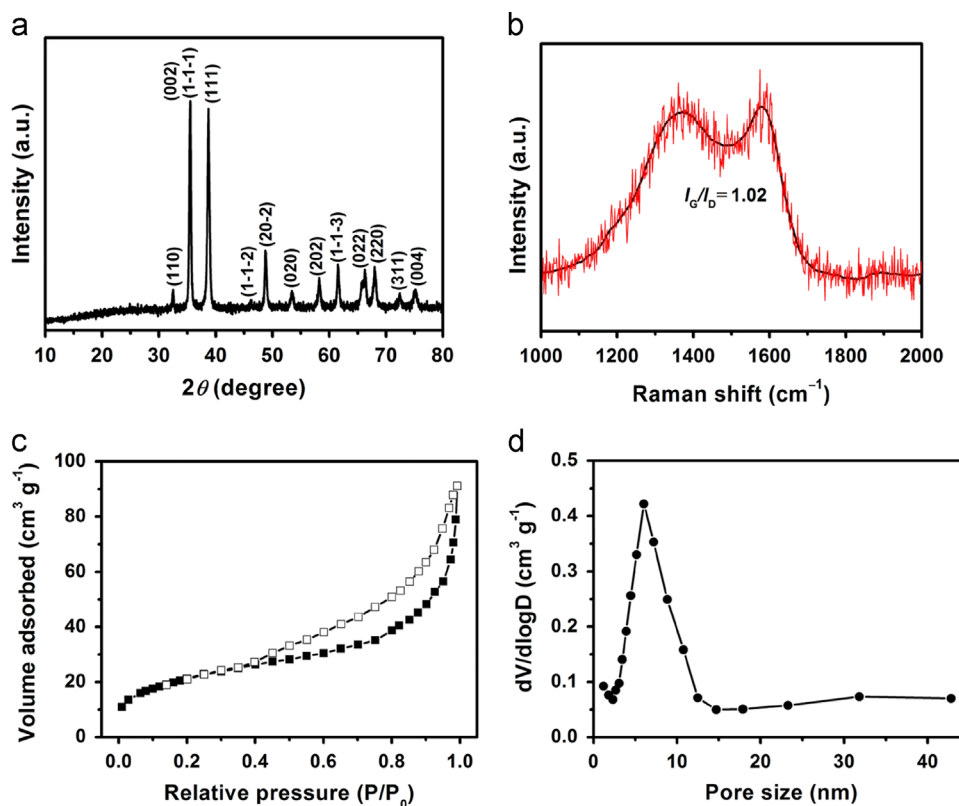 a
Intensity (a.u.)
(110)
(002)
(1-1-1)
(111)
(1-1-2)
(20-2)
(020)
(202)
(1-1-3)
(022)
(220)
(311)
(004)
10 20 30 40 50 60 70 80
2θ (degree)
b
Intensity (a.u.)
I_G/I_D= 1.02
1000 1200 1400 1600 1800 2000
Raman shift (cm⁻¹)
c
Volume adsorbed (cm³ g⁻¹)
100
80
60
40
20
0
0.0 0.2 0.4 0.6 0.8 1.0
Relative pressure (P/P₀)
d
dV/dlogD (cm³ g⁻¹)
0.5
0.4
0.3
0.2
0.1
0.0
0 10 20 30 40
Pore size (nm)